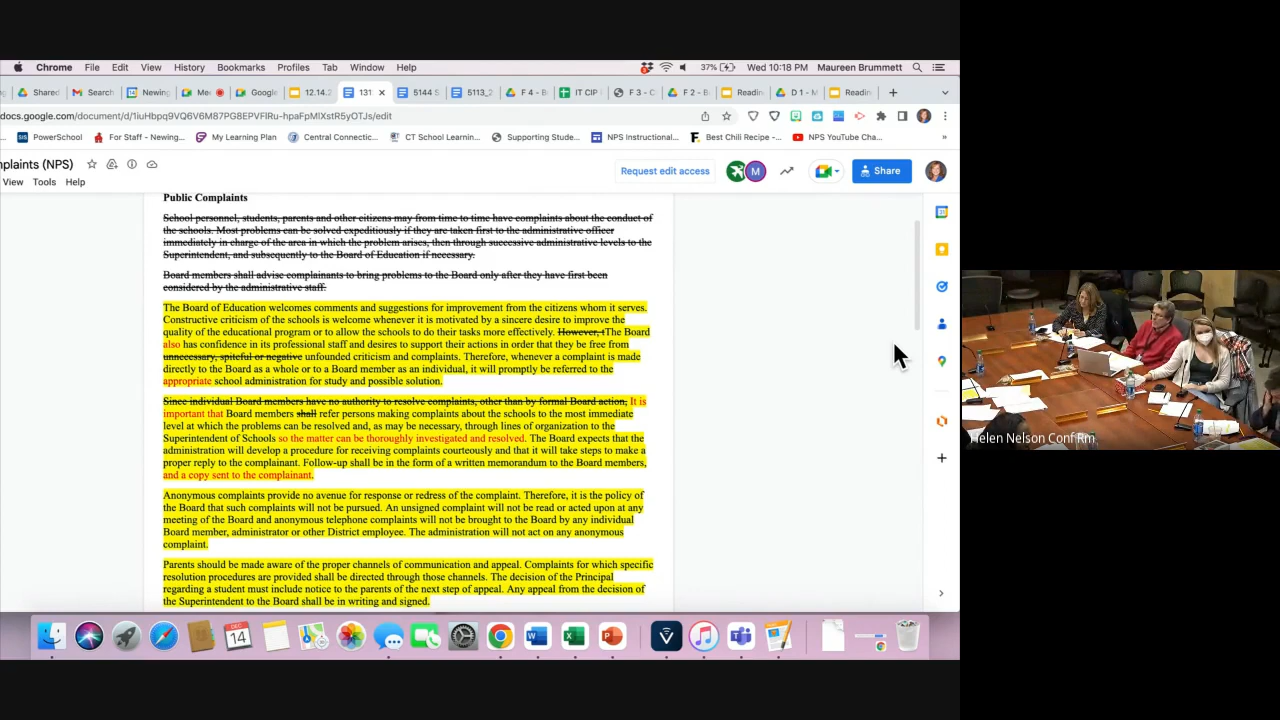 Chrome File Edit View History Bookmarks Profiles Tab Window Help 37% Wed 10:18 PM Maureen Brummett
Shared Search Newing Me Google 12.14.2 131 5144 S 5113_2 F 4 - B IT CIP F 3 - C F 2 - B Readin D 1 - M Readin
docs.google.com/document/d/1iuHbpq9VQ6V6M87PG8EPVFlRu-hpaFpMlXstR5yOTJs/edit
PowerSchool For Staff - Newing... My Learning Plan Central Connectic... CT School Learnin... Supporting Stude... NPS Instructional... Best Chili Recipe -... NPS YouTube Cha... »
mplaints (NPS)
Request edit access M Share
View Tools Help
Public Complaints
School personnel, students, parents and other citizens may from time to time have complaints about the conduct of
the schools. Most problems can be solved expeditiously if they are taken first to the administrative officer
immediately in charge of the area in which the problem arises, then through successive administrative levels to the
Superintendent, and subsequently to the Board of Education if necessary.
Board members shall advise complainants to bring problems to the Board only after they have first been
considered by the administrative staff.
The Board of Education welcomes comments and suggestions for improvement from the citizens whom it serves.
Constructive criticism of the schools is welcome whenever it is motivated by a sincere desire to improve the
quality of the educational program or to allow the schools to do their tasks more effectively. However, tThe Board
also has confidence in its professional staff and desires to support their actions in order that they be free from
unnecessary, spiteful or negative unfounded criticism and complaints. Therefore, whenever a complaint is made
directly to the Board as a whole or to a Board member as an individual, it will promptly be referred to the
appropriate school administration for study and possible solution.
Since individual Board members have no authority to resolve complaints, other than by formal Board action, It is
important that Board members shall refer persons making complaints about the schools to the most immediate
level at which the problems can be resolved and, as may be necessary, through lines of organization to the
Superintendent of Schools so the matter can be thoroughly investigated and resolved. The Board expects that the
administration will develop a procedure for receiving complaints courteously and that it will take steps to make a
proper reply to the complainant. Follow-up shall be in the form of a written memorandum to the Board members,
and a copy sent to the complainant.
Anonymous complaints provide no avenue for response or redress of the complaint. Therefore, it is the policy of
the Board that such complaints will not be pursued. An unsigned complaint will not be read or acted upon at any
meeting of the Board and anonymous telephone complaints will not be brought to the Board by any individual
Board member, administrator or other District employee. The administration will not act on any anonymous
complaint.
Parents should be made aware of the proper channels of communication and appeal. Complaints for which specific
resolution procedures are provided shall be directed through those channels. The decision of the Principal
regarding a student must include notice to the parents of the next step of appeal. Any appeal from the decision of
the Superintendent to the Board shall be in writing and signed.
DEC
14
Helen Nelson Conf Rm